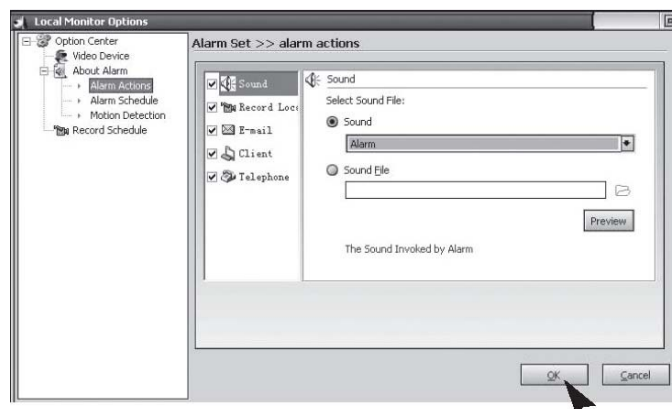 Local Monitor Options
Option Center
Video Device
About Alarm
Alarm Actions
Alarm Schedule
Motion Detection
Record Schedule
Alarm Set >> alarm actions
Sound
Record Loc
E-mail
Client
Telephone
Sound
Select Sound File:
Sound
Alarm
Sound File
Preview
The Sound Invoked by Alarm
OK
Cancel